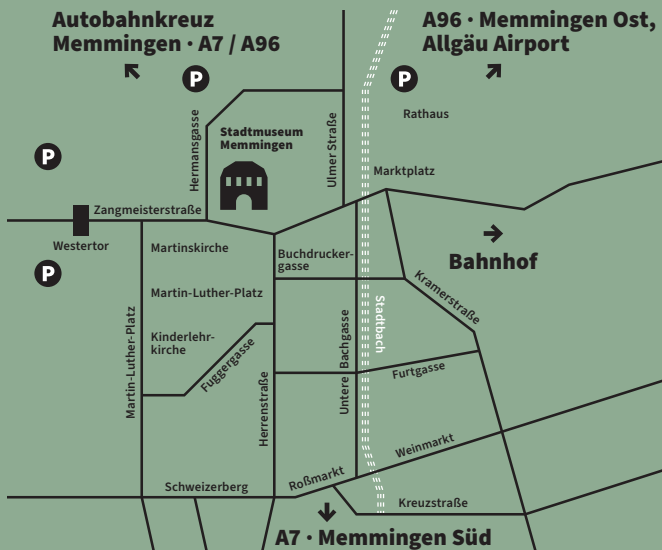 Autobahnkreuz
Memmingen · A7 / A96
A96 · Memmingen Ost,
Allgäu Airport
P
P
Rathaus
Hermansgasse
Stadtmuseum
Memmingen
Ulmer Straße
P
Marktplatz
Zangmeisterstraße
Westertor
Martinskirche
Buchdrucker-
gasse
Bahnhof
P
Martin-Luther-Platz
Kramerstraße
Stadtbach
Kinderlehr-
kirche
Fuggergasse
Martin-Luther-Platz
Herrenstraße
Untere Bachgasse
Furtgasse
Weinmarkt
Roßmarkt
Schweizerberg
Kreuzstraße
A7 · Memmingen Süd